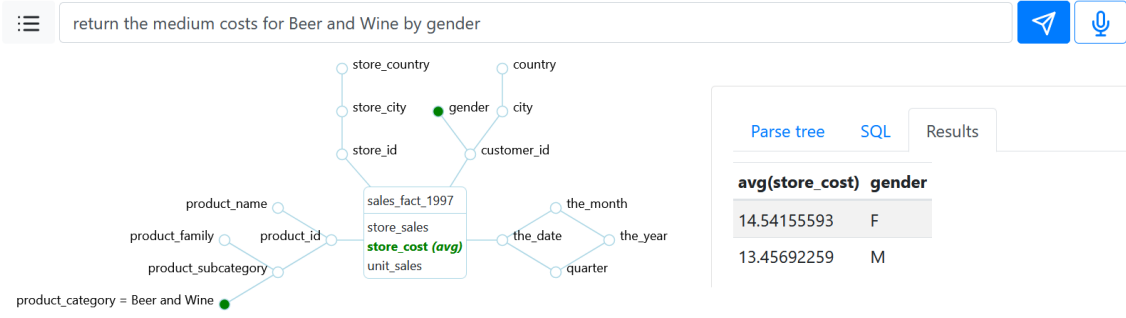 return the medium costs for Beer and Wine by gender
store_country
country
store_city
gender
city
store_id
customer_id
product_name
sales_fact_1997
the_month
product_family
product_id
store_sales
store_cost (avg)
unit_sales
the_date
the_year
product_subcategory
quarter
product_category = Beer and Wine
Parse tree SQL Results
avg(store_cost) gender
14.54155593 F
13.45692259 M